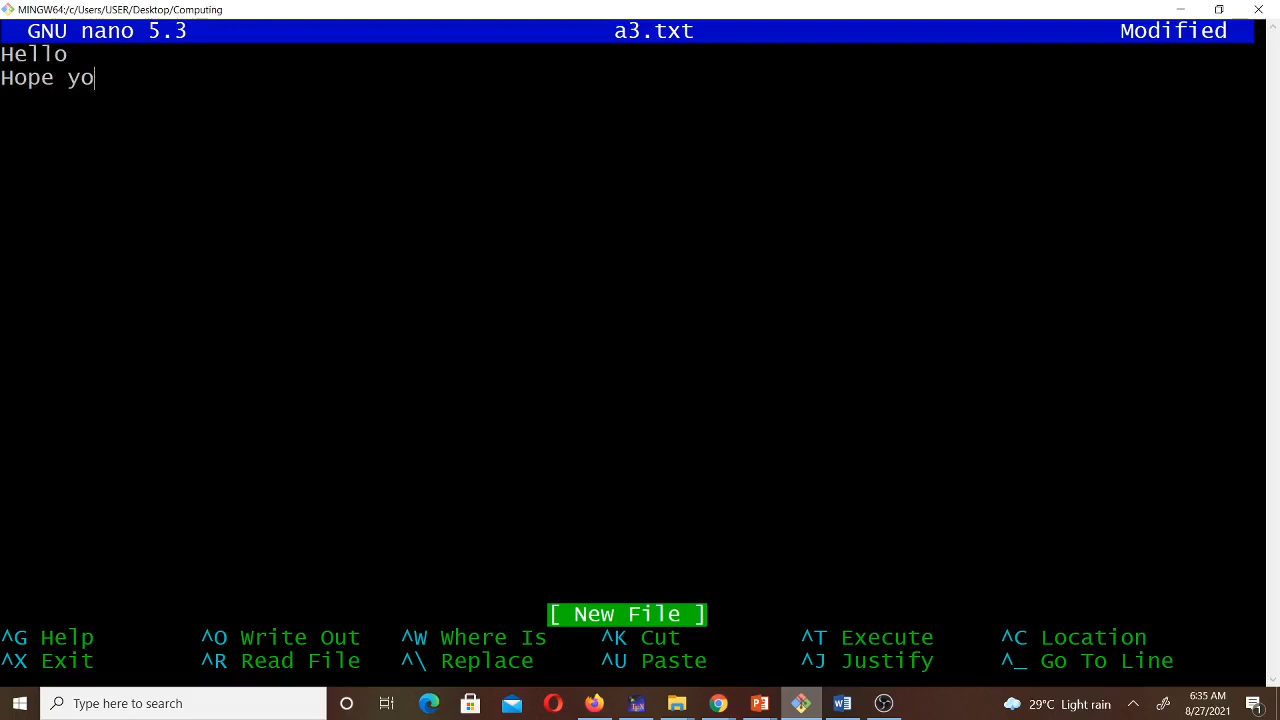 MINGW64:/c/Users/USER/Desktop/Computing
GNU nano 5.3 a3.txt Modified
Hello
Hope yo
[ New File ]
^G Help ^O Write Out ^W Where Is ^K Cut ^T Execute ^C Location
^X Exit ^R Read File ^\ Replace ^U Paste ^J Justify ^_ Go To Line
Type here to search 29°C Light rain 6:35 AM
8/27/2021